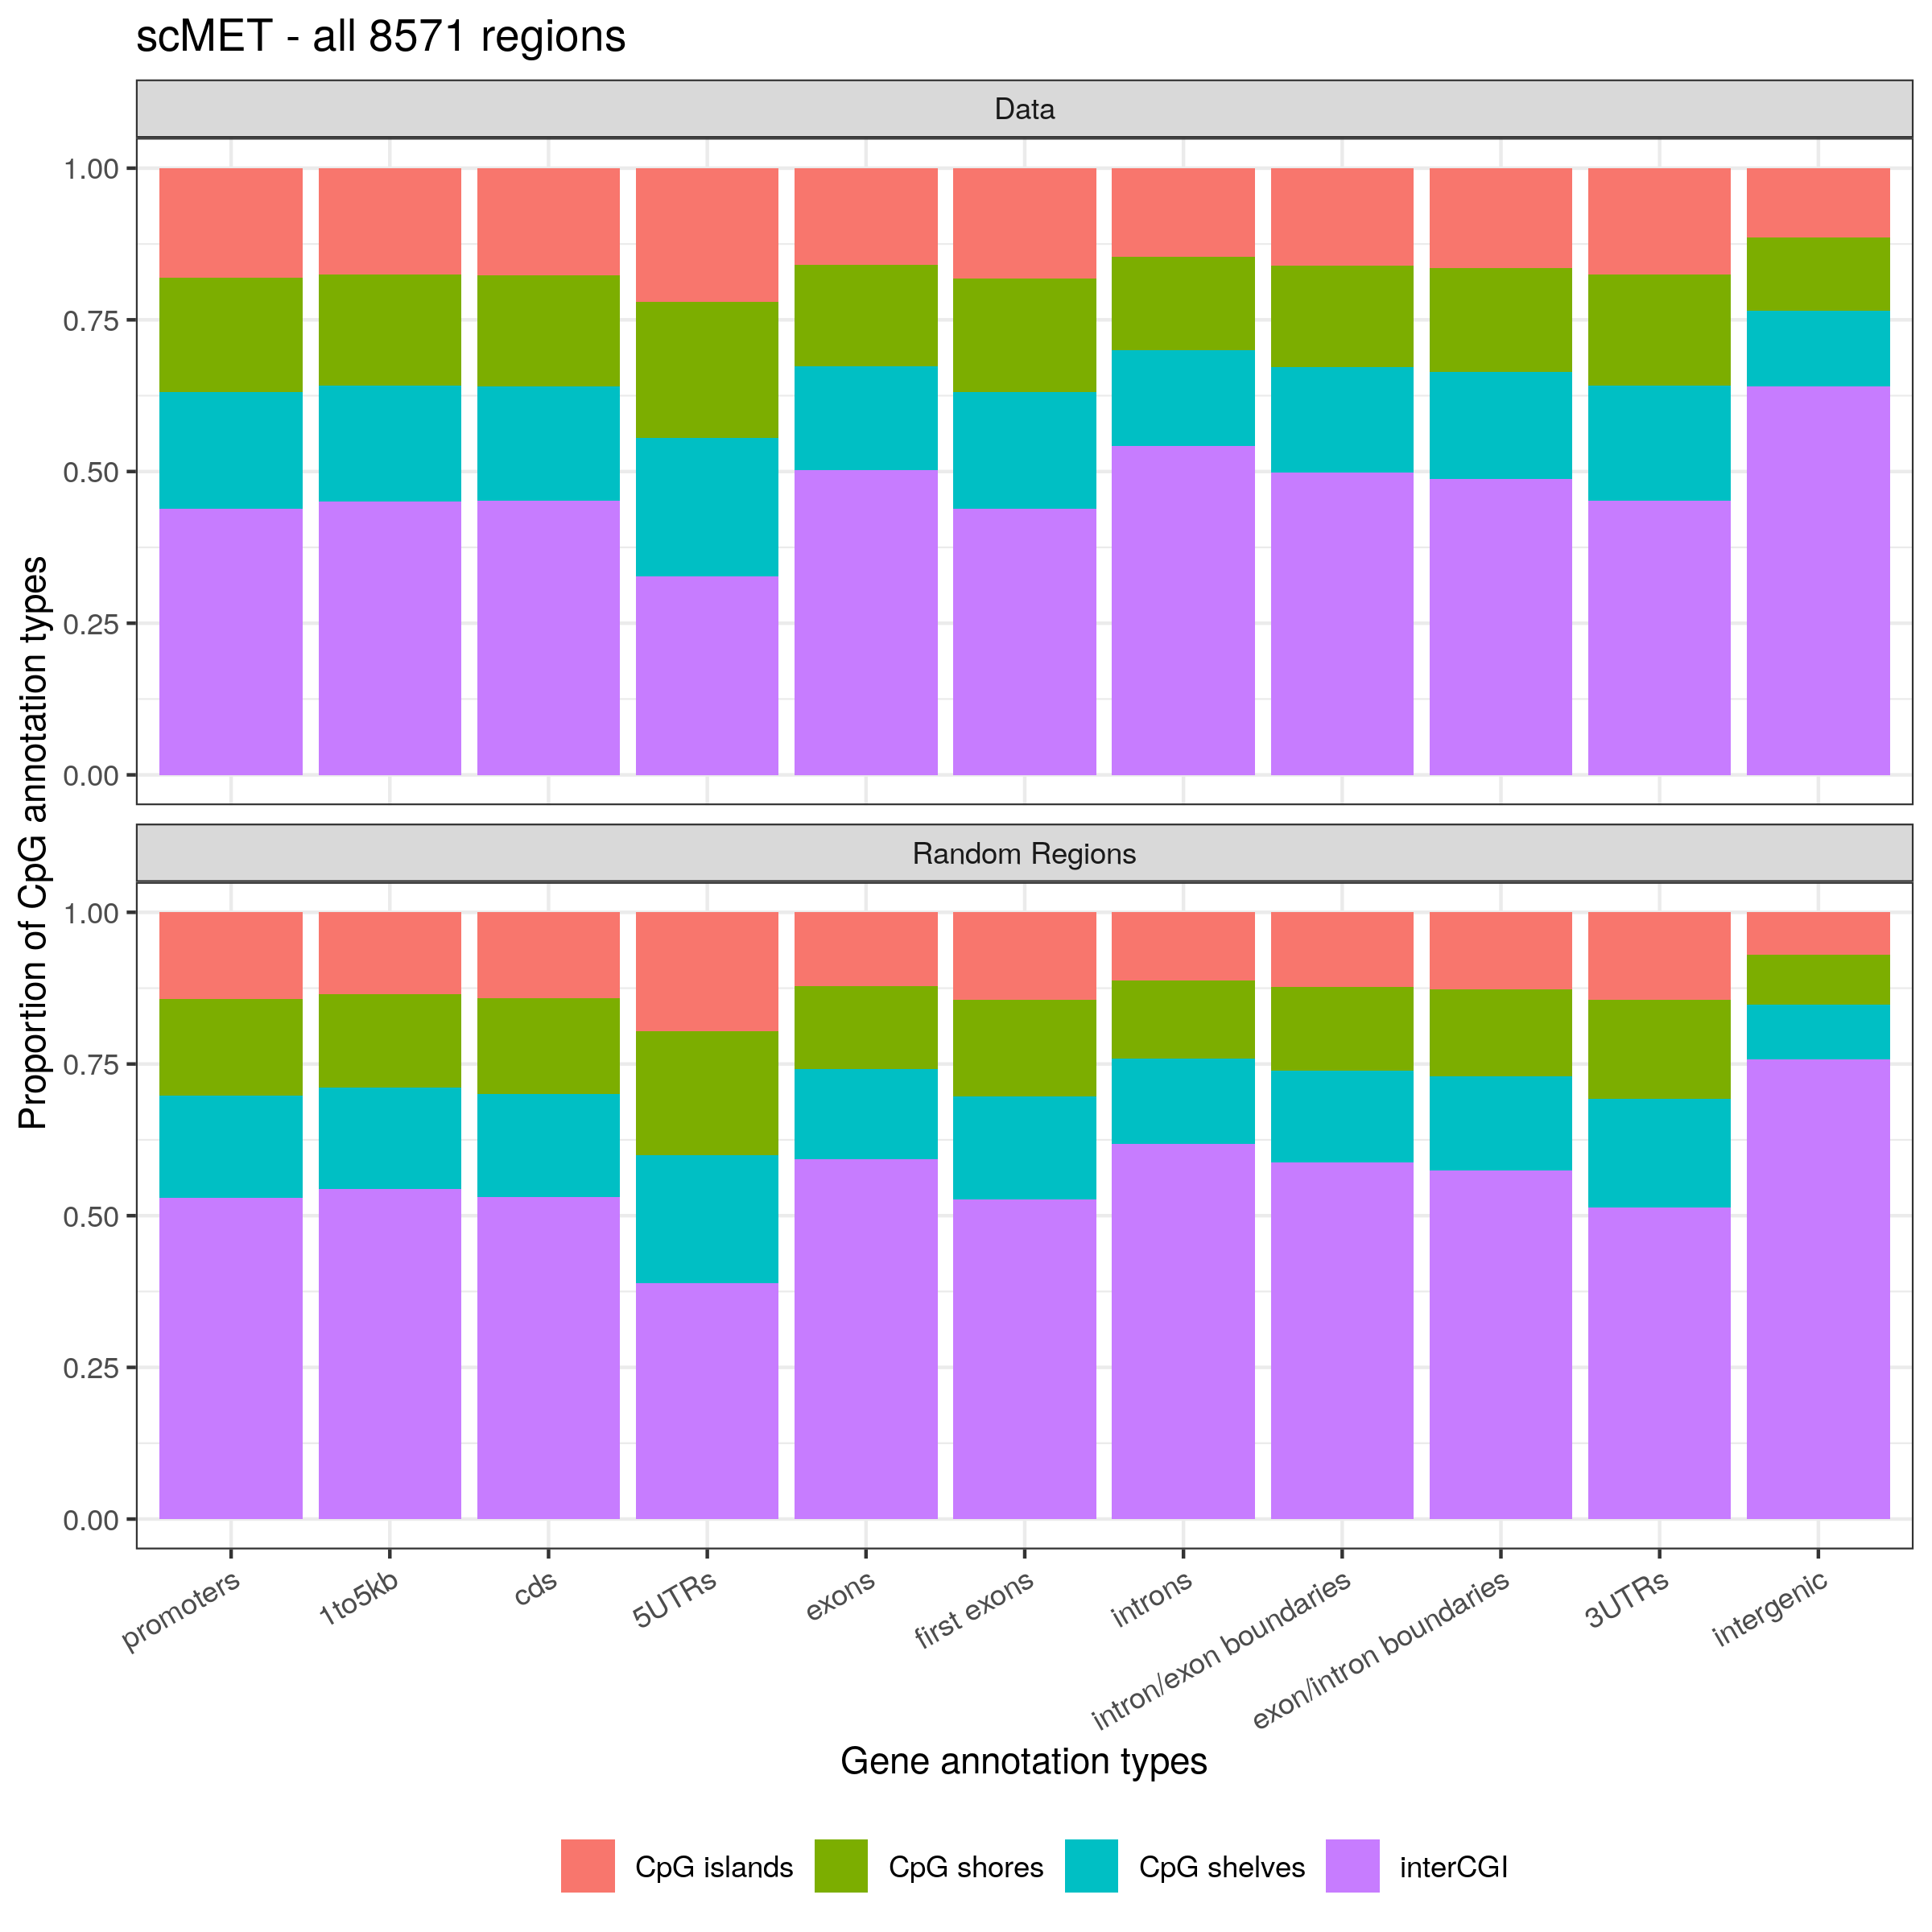 scMET - all 8571 regions
Data
1.00
0.75
0.50
0.25
0.00
Random Regions
1.00
0.75
0.50
0.25
0.00
Proportion of CpG annotation types
promoters
1to5kb
cds
5UTRs
exons
first exons
introns
intron/exon boundaries
exon/intron boundaries
3UTRs
intergenic
Gene annotation types
CpG islands CpG shores CpG shelves interCGI